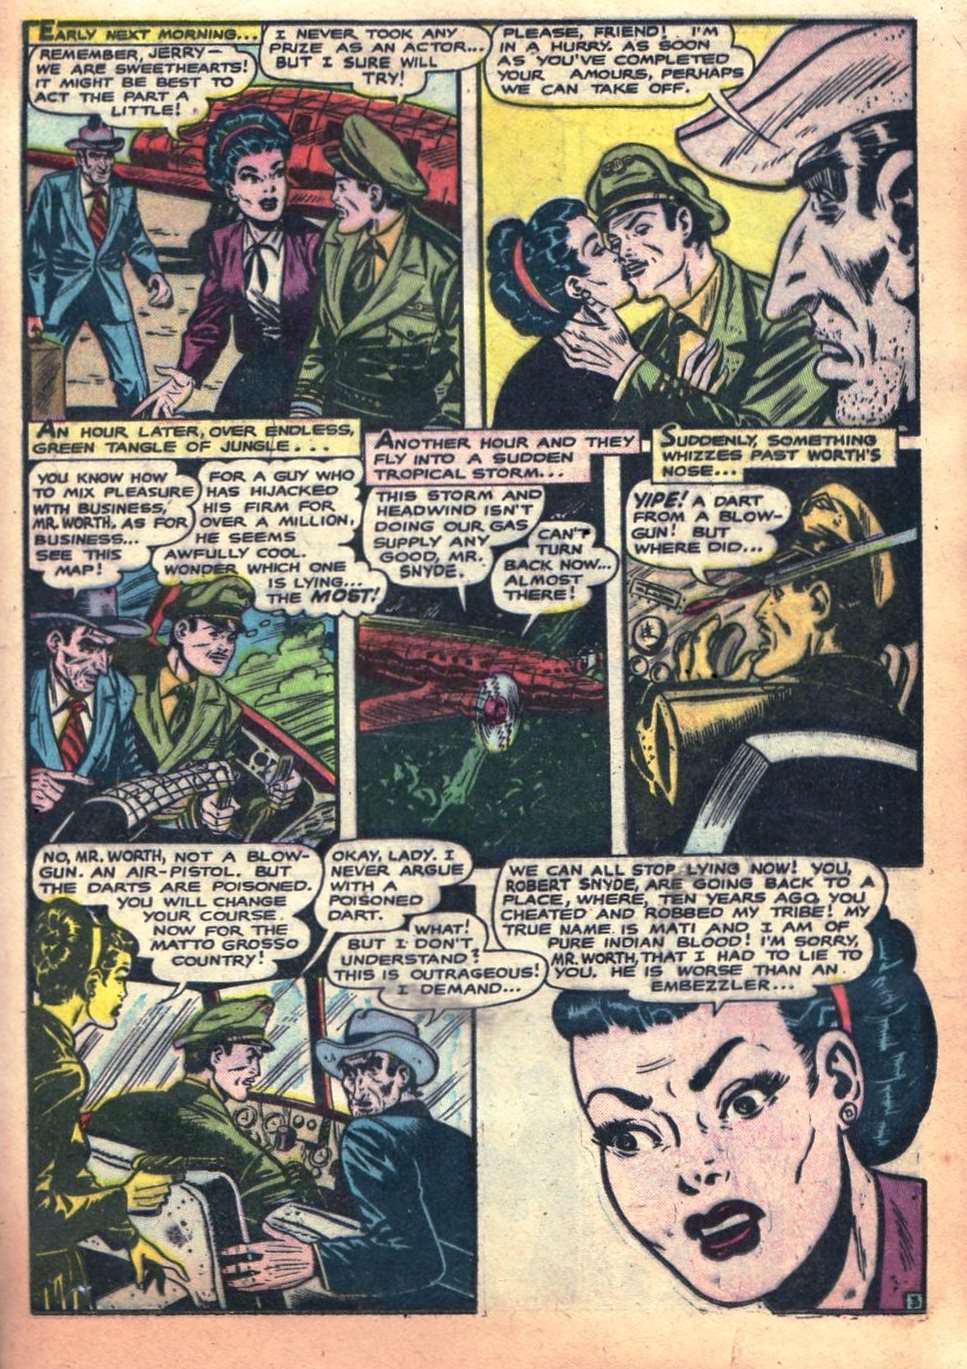 EARLY NEXT MORNING...
REMEMBER, JERRY—
WE ARE SWEETHEARTS!
IT MIGHT BE BEST TO
ACT THE PART A
LITTLE!
I NEVER TOOK ANY
PRIZE AS AN ACTOR...
BUT I SURE WILL
TRY!
PLEASE, FRIEND! I'M
IN A HURRY. AS SOON
AS YOU'VE COMPLETED
YOUR AMOURS, PERHAPS
WE CAN TAKE OFF.
AN HOUR LATER, OVER ENDLESS,
GREEN TANGLE OF JUNGLE...
YOU KNOW HOW
TO MIX PLEASURE
WITH BUSINESS,
MR. WORTH. AS FOR
BUSINESS...
SEE THIS
MAP!
FOR A GUY WHO
HAS HIJACKED
HIS FIRM FOR
OVER A MILLION,
HE SEEMS
AWFULLY COOL.
WONDER WHICH ONE
IS LYING...
THE MOST!
ANOTHER HOUR AND THEY
FLY INTO A SUDDEN
TROPICAL STORM...
THIS STORM AND
HEADWIND ISN'T
DOING OUR GAS
SUPPLY ANY
GOOD, MR.
SNYDE.
CAN'T
TURN
BACK NOW...
ALMOST
THERE!
SUDDENLY, SOMETHING
WHIZZES PAST WORTH'S
NOSE...
YIPE! A DART
FROM A BLOW-
GUN! BUT
WHERE DID...
NO, MR. WORTH, NOT A BLOW-
GUN. AN AIR-PISTOL. BUT
THE DARTS ARE POISONED.
YOU WILL CHANGE
YOUR COURSE
NOW FOR THE
MATTO GROSSO
COUNTRY!
OKAY, LADY. I
NEVER ARGUE
WITH A
POISONED
DART.
WHAT!
BUT I DON'T
UNDERSTAND!
THIS IS OUTRAGEOUS!
I DEMAND...
WE CAN ALL STOP LYING NOW! YOU,
ROBERT SNYDE, ARE GOING BACK TO A
PLACE, WHERE, TEN YEARS AGO, YOU
CHEATED AND ROBBED MY TRIBE! MY
TRUE NAME IS MATI AND I AM OF
PURE INDIAN BLOOD! I'M SORRY,
MR. WORTH, THAT I HAD TO LIE TO
YOU. HE IS WORSE THAN AN
EMBEZZLER...
3